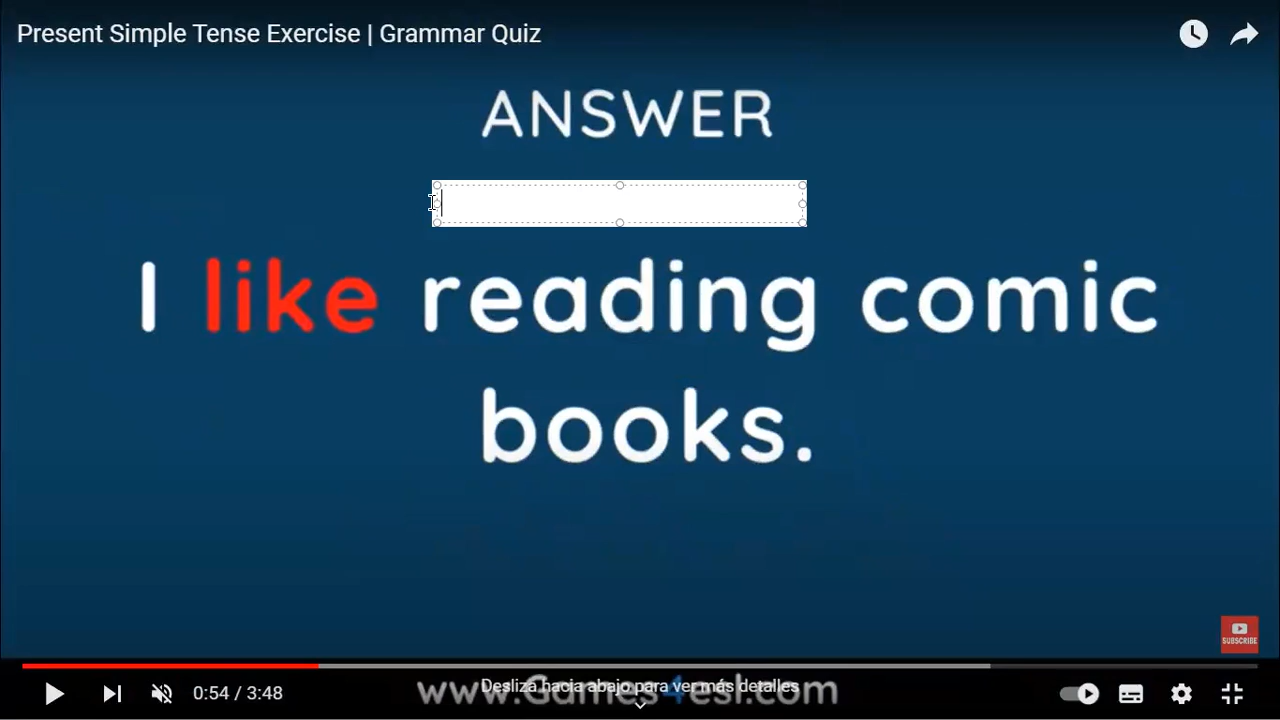 Present Simple Tense Exercise | Grammar Quiz
ANSWER
I like reading comic
books.
SUBSCRIBE
0:54 / 3:48
www.Games4esl.com
Desliza hacia abajo para ver más detalles